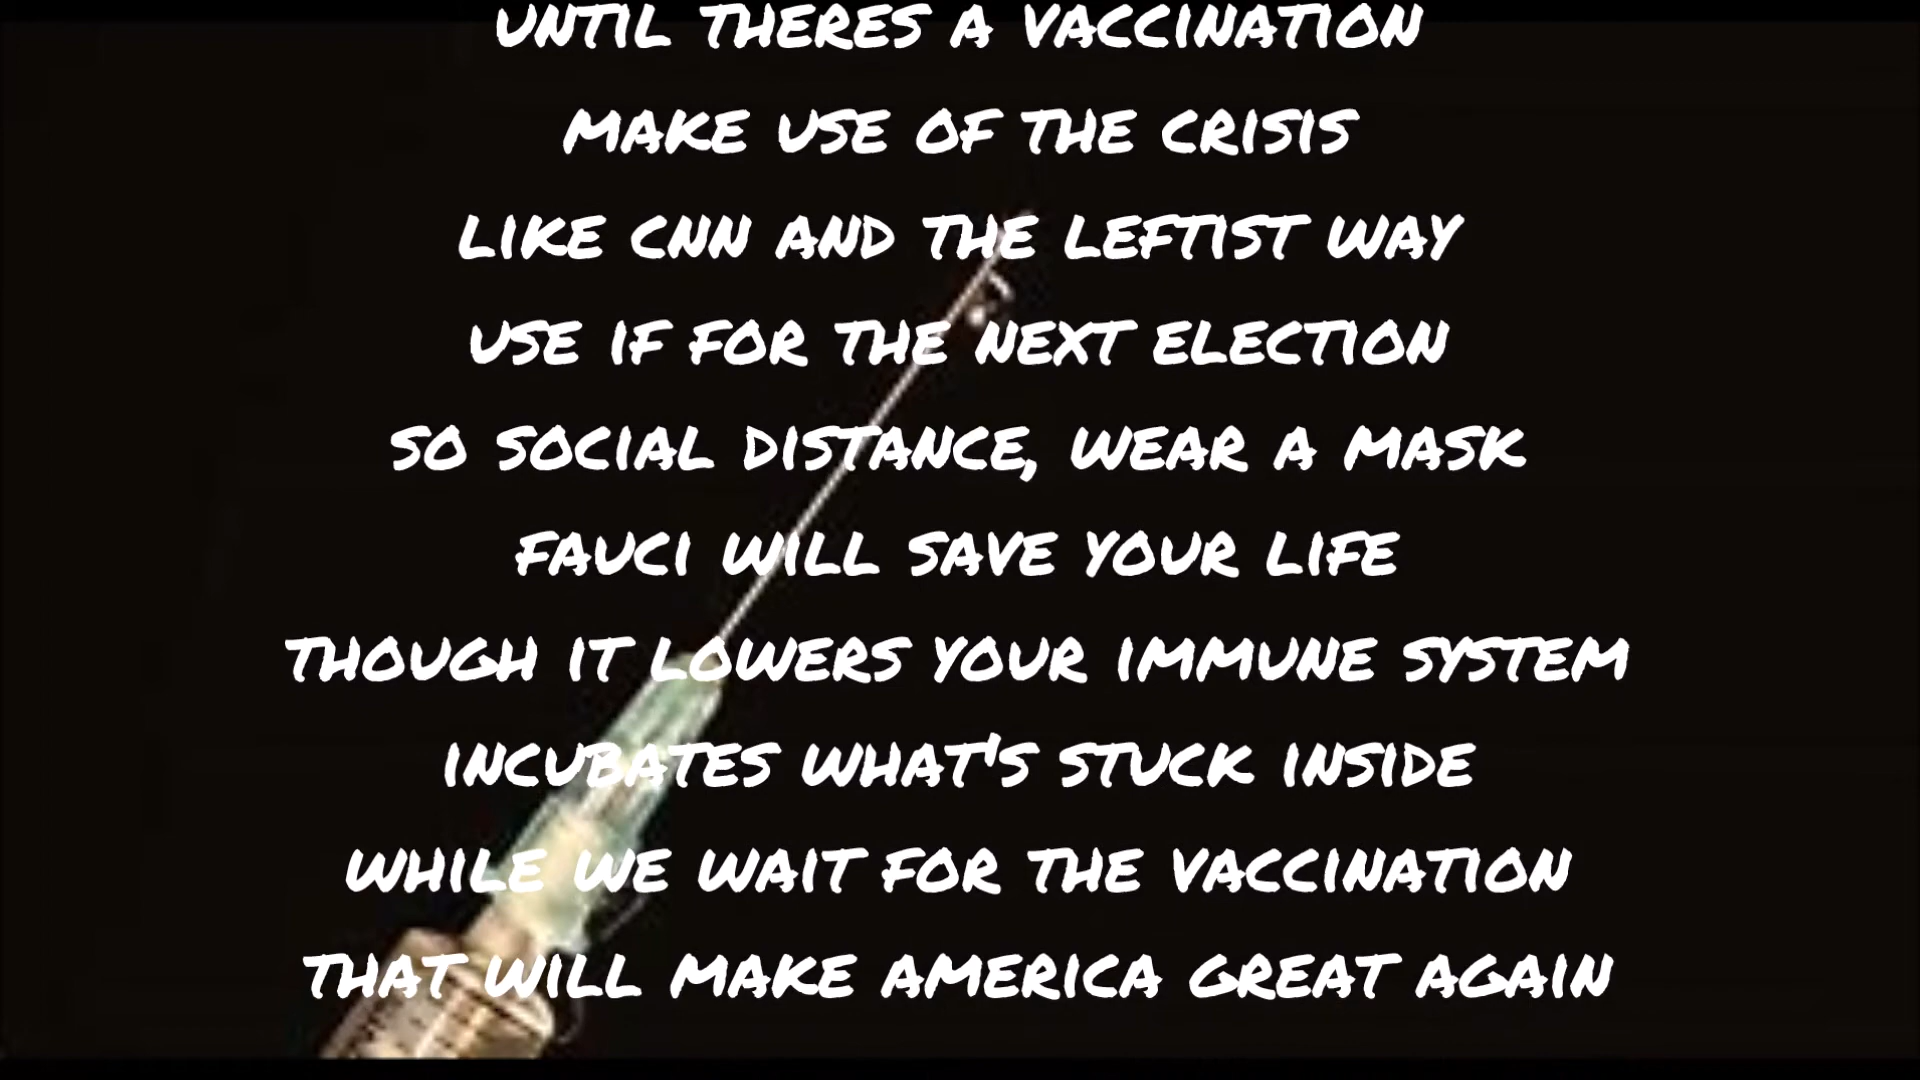 UNTIL THERES A VACCINATION
MAKE USE OF THE CRISIS
LIKE CNN AND THE LEFTIST WAY
USE IF FOR THE NEXT ELECTION
SO SOCIAL DISTANCE, WEAR A MASK
FAUCI WILL SAVE YOUR LIFE
THOUGH IT LOWERS YOUR IMMUNE SYSTEM
INCUBATES WHAT'S STUCK INSIDE
WHILE WE WAIT FOR THE VACCINATION
THAT WILL MAKE AMERICA GREAT AGAIN